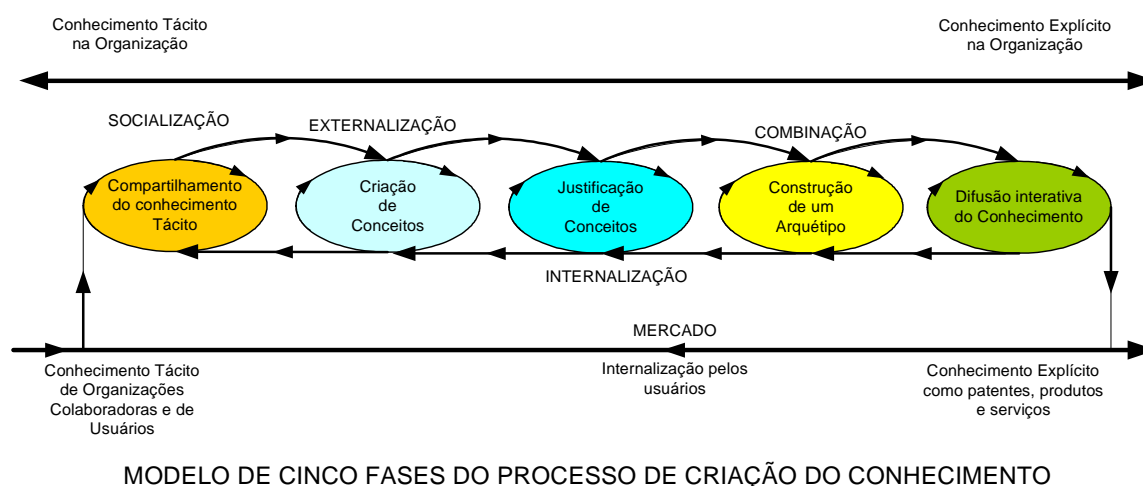 Conhecimento Tácito
na Organização
Conhecimento Explícito
na Organização
SOCIALIZAÇÃO
EXTERNALIZAÇÃO
COMBINAÇÃO
Compartilhamento
do conhecimento
Tácito
Criação
de
Conceitos
Justificação
de
Conceitos
Construção
de um
Arquétipo
Difusão interativa
do Conhecimento
INTERNALIZAÇÃO
MERCADO
Conhecimento Tácito
de Organizações
Colaboradoras e de
Usuários
Internalização pelos
usuários
Conhecimento Explícito
como patentes, produtos
e serviços
MODELO DE CINCO FASES DO PROCESSO DE CRIAÇÃO DO CONHECIMENTO